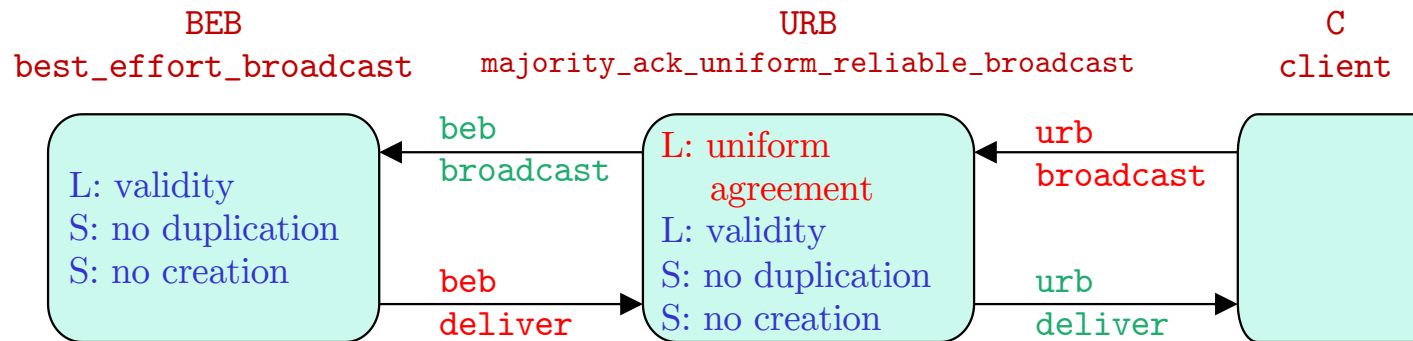 BEB
best_effort_broadcast
URB
majority_ack_uniform_reliable_broadcast
C
client
L: validity
S: no duplication
S: no creation
beb
broadcast
beb
deliver
L: uniform
agreement
L: validity
S: no duplication
S: no creation
urb
broadcast
urb
deliver